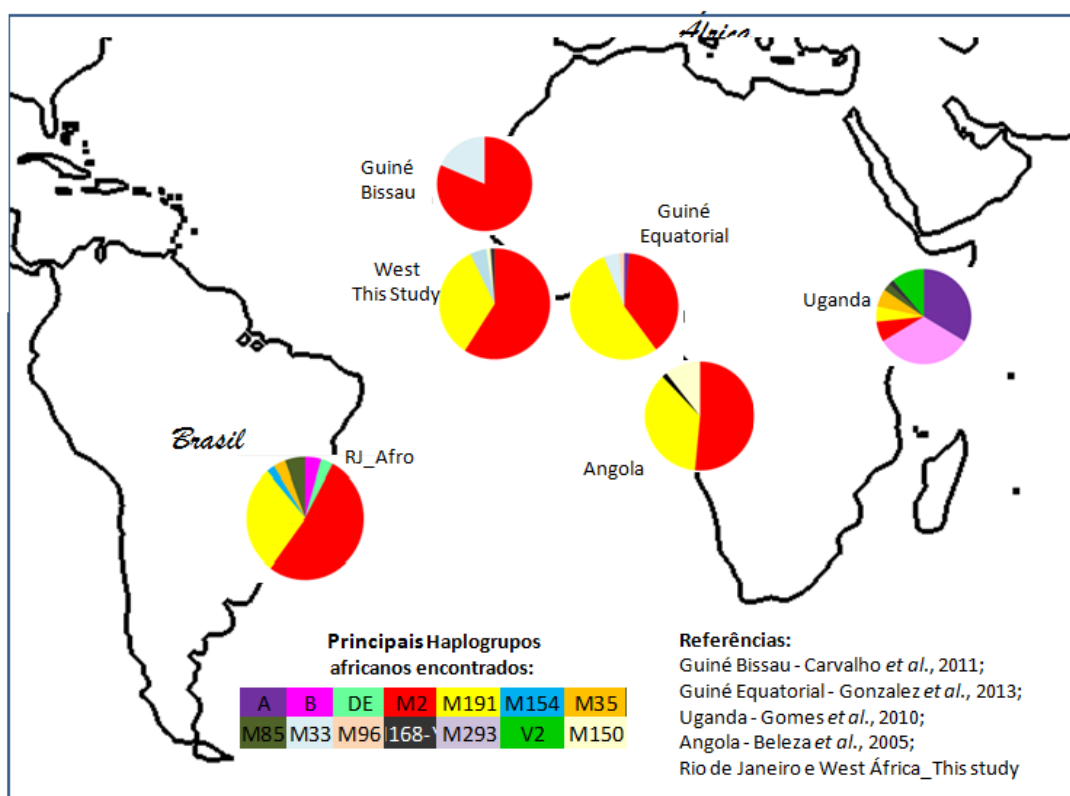 África
Guiné
Bissau
Guiné
Equatorial
West
This Study
Uganda
Brasil
RJ_Afro
Angola
Principais Haplogrupos
africanos encontrados:
A B DE M2 M191 M154 M35
M85 M33 M96 168-Y M293 V2 M150
Referências:
Guiné Bissau - Carvalho et al., 2011;
Guiné Equatorial - Gonzalez et al., 2013;
Uganda - Gomes et al., 2010;
Angola - Beleza et al., 2005;
Rio de Janeiro e West África_This study